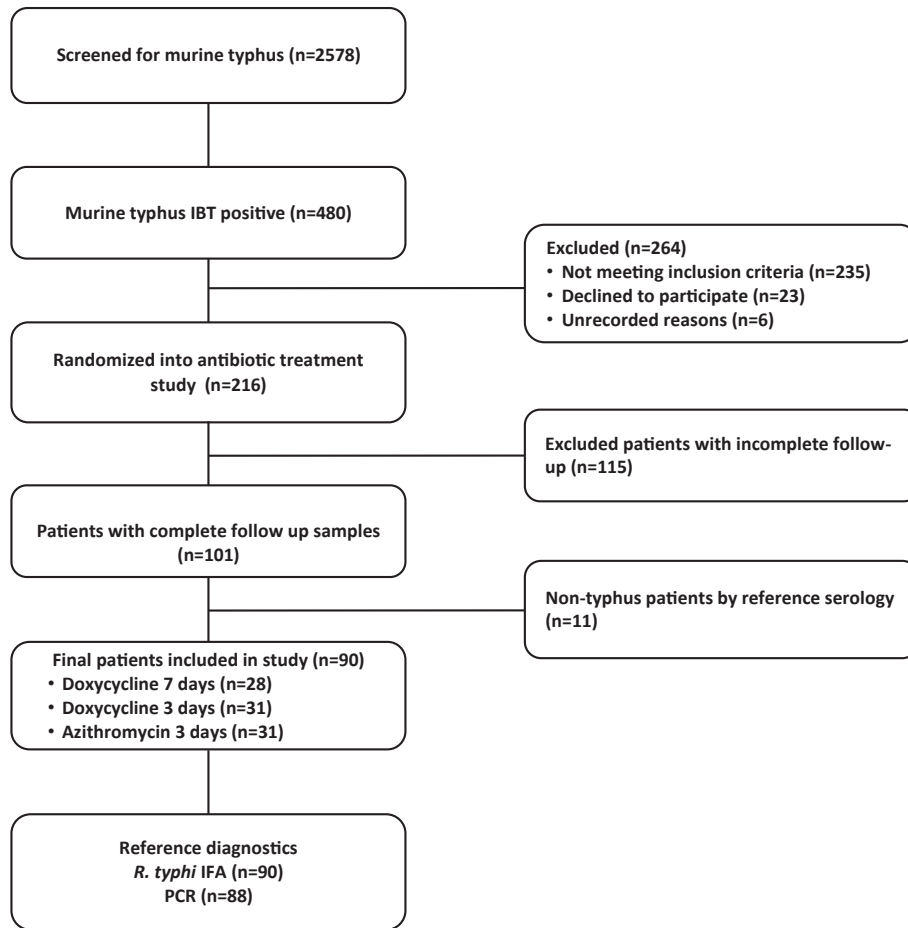 Screened for murine typhus (n=2578)
Murine typhus IBT positive (n=480)
Excluded (n=264)
• Not meeting inclusion criteria (n=235)
• Declined to participate (n=23)
• Unrecorded reasons (n=6)
Randomized into antibiotic treatment
study (n=216)
Excluded patients with incomplete follow-
up (n=115)
Patients with complete follow up samples
(n=101)
Non-typhus patients by reference serology
(n=11)
Final patients included in study (n=90)
• Doxycycline 7 days (n=28)
• Doxycycline 3 days (n=31)
• Azithromycin 3 days (n=31)
Reference diagnostics
R. typhi IFA (n=90)
PCR (n=88)